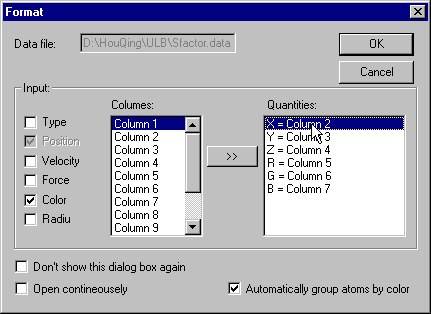 Format
Data file: D:\HouQing\ULB\Sfactor.data
OK
Cancel
Input:
Type
Position
Velocity
Force
Color
Radiu
Columes:
Column 1
Column 2
Column 3
Column 4
Column 5
Column 6
Column 7
Column 8
Column 9
>>
Quantities:
X = Column 2
Y = Column 3
Z = Column 4
R = Column 5
G = Column 6
B = Column 7
Don't show this dialog box again
Open contineousely
Automatically group atoms by color